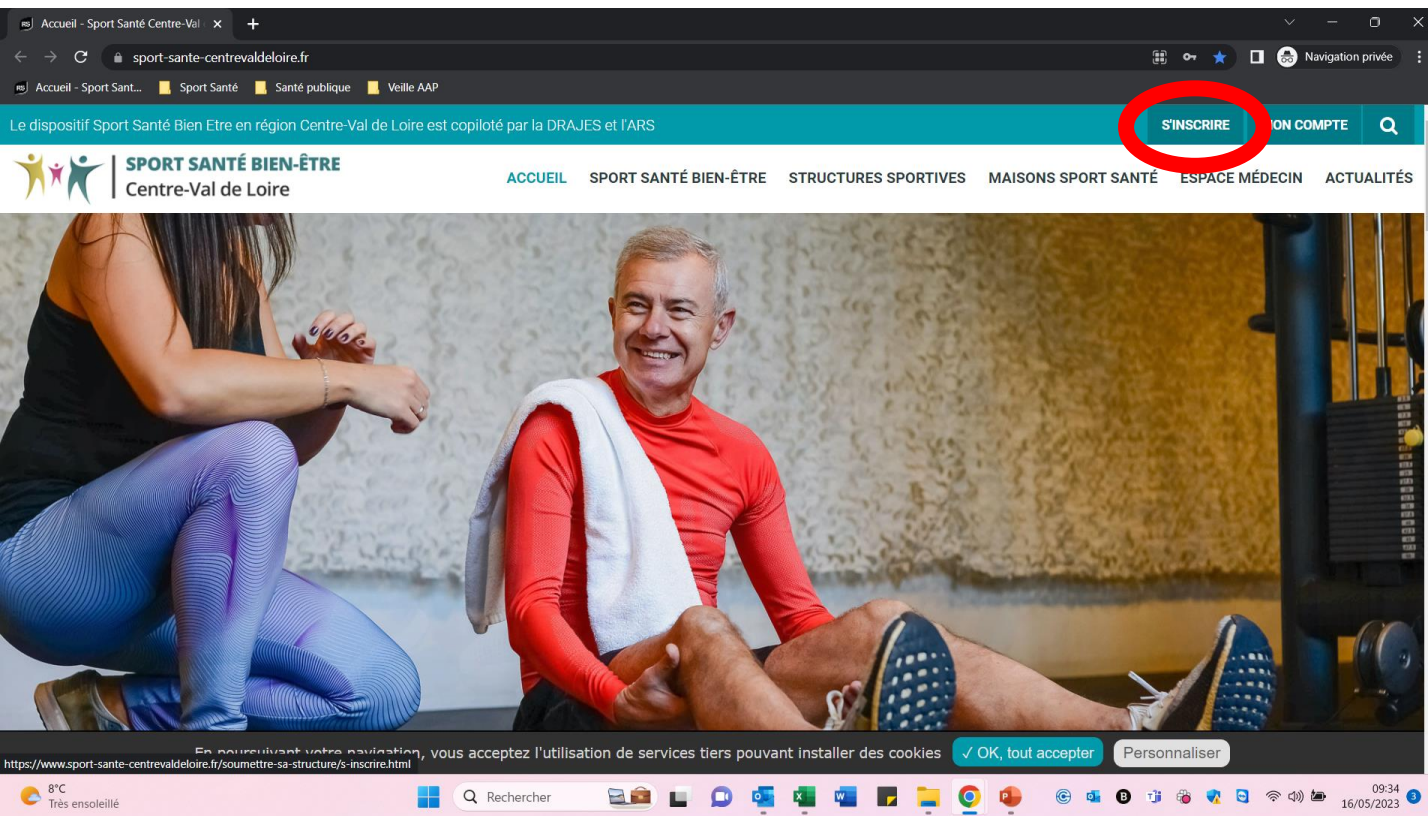 Accueil - Sport Santé Centre-Val
sport-sante-centrevaldeloire.fr
Navigation privée
Accueil - Sport Sant...
Sport Santé
Santé publique
Veille AAP
Le dispositif Sport Santé Bien Etre en région Centre-Val de Loire est copiloté par la DRAJES et l'ARS
S'INSCRIRE
MON COMPTE
SPORT SANTÉ BIEN-ÊTRE
Centre-Val de Loire
ACCUEIL
SPORT SANTÉ BIEN-ÊTRE
STRUCTURES SPORTIVES
MAISONS SPORT SANTÉ
ESPACE MÉDECIN
ACTUALITÉS
En poursuivant votre navigation, vous acceptez l'utilisation de services tiers pouvant installer des cookies
✓ OK, tout accepter
Personnaliser
https://www.sport-sante-centrevaldeloire.fr/soumettre-sa-structure/s-inscrire.html
8°C
Très ensoleillé
Rechercher
09:34
16/05/2023
3